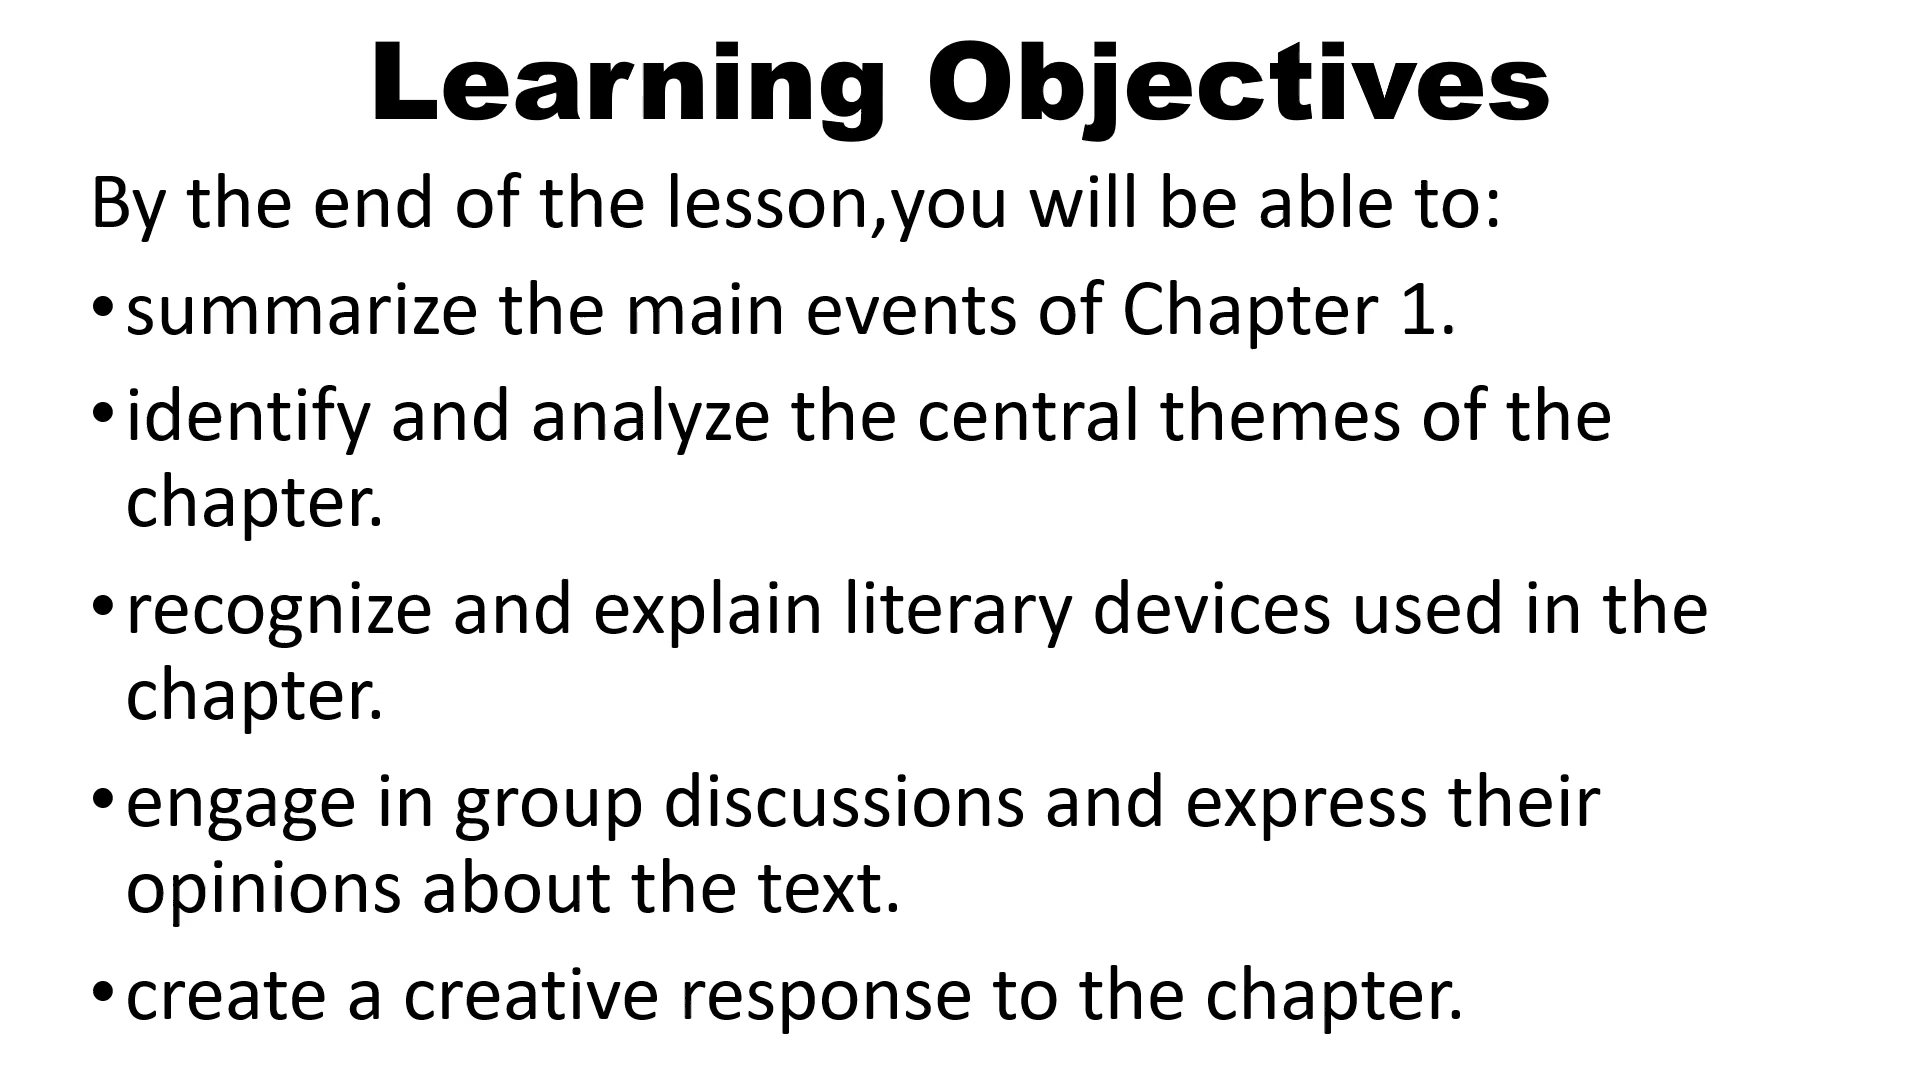 Learning Objectives
By the end of the lesson,you will be able to:
•summarize the main events of Chapter 1.
•identify and analyze the central themes of the
chapter.
•recognize and explain literary devices used in the
chapter.
•engage in group discussions and express their
opinions about the text.
•create a creative response to the chapter.